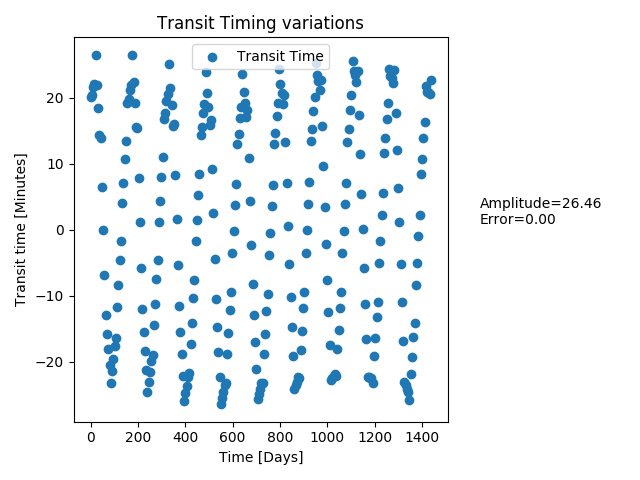 Transit Timing variations
Transit Time
Transit time [Minutes]
20
10
0
−10
−20
0 200 400 600 800 1000 1200 1400
Time [Days]
Amplitude=26.46
Error=0.00